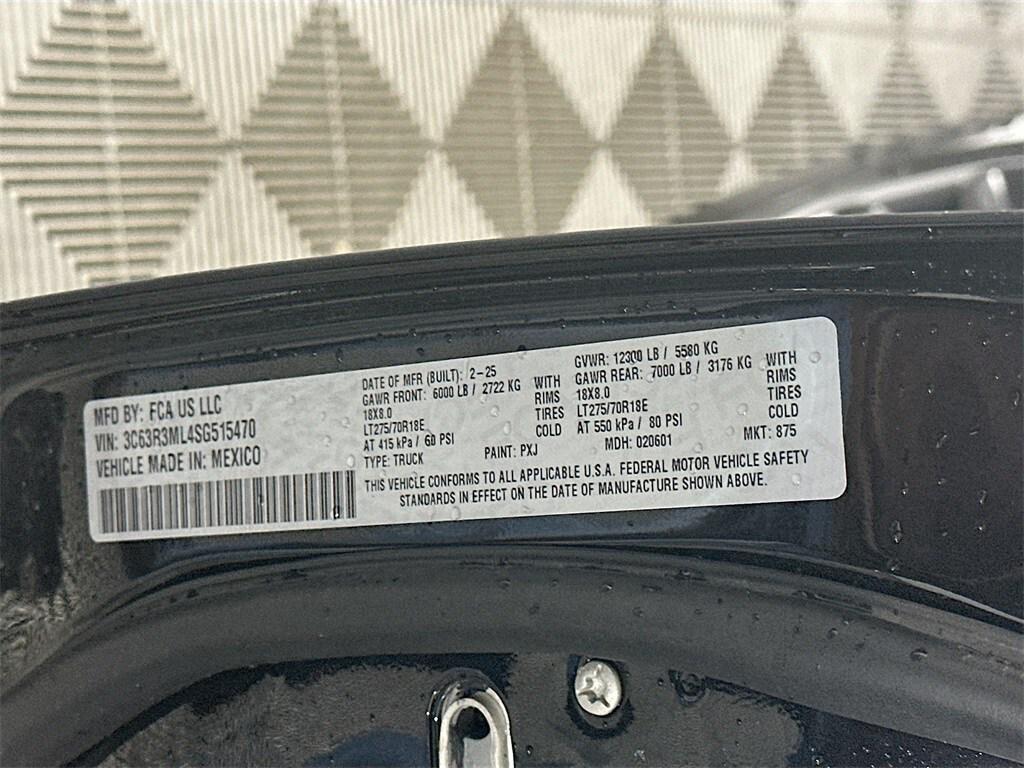 MFD BY: FCA US LLC
VIN: 3C63R3ML4SG515470
VEHICLE MADE IN: MEXICO
DATE OF MFR (BUILT): 2-25
GAWR FRONT: 6000 LB / 2722 KG
18X8.0
LT275/70R18E
AT 415 kPa / 60 PSI
WITH
RIMS
TIRES
COLD
TYPE: TRUCK
PAINT: PXJ
GVWR: 12300 LB / 5580 KG
GAWR REAR: 7000 LB / 3176 KG
18X8.0
LT275/70R18E
AT 550 kPa / 80 PSI
WITH
RIMS
TIRES
COLD
MDH: 020601
MKT: 875
THIS VEHICLE CONFORMS TO ALL APPLICABLE U.S.A. FEDERAL MOTOR VEHICLE SAFETY
STANDARDS IN EFFECT ON THE DATE OF MANUFACTURE SHOWN ABOVE.